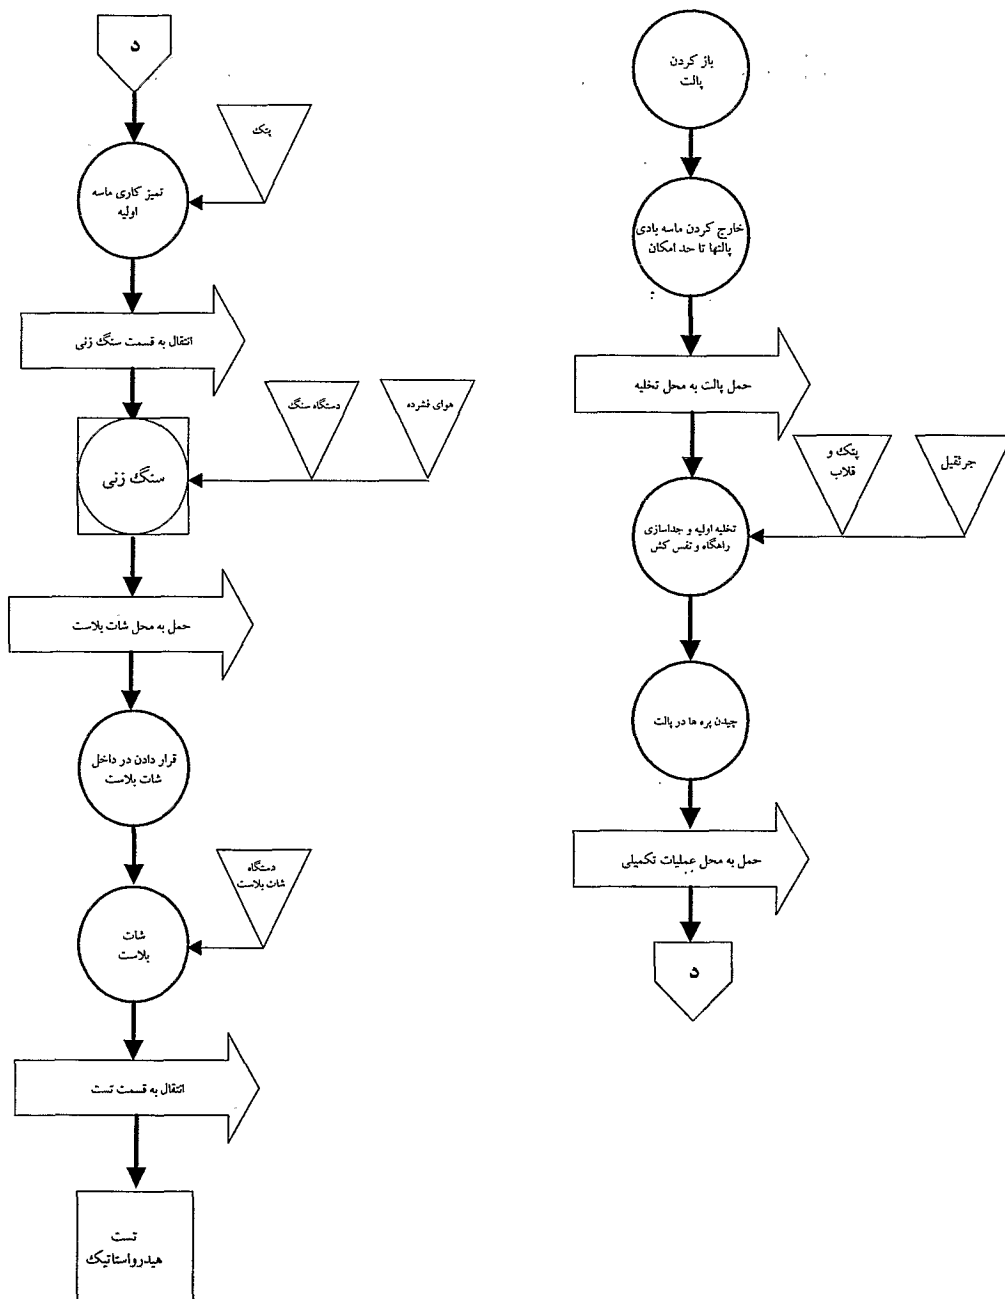 باز کردن
پالت
خارج کردن ماسه بادی
پالتها تا حد امکان
حمل پالت به محل تخلیه
جرثقیل
پتک و
قلاب
تخلیه اولیه و جداسازی
راهگاه و نفس کش
چیدن پره ها در پالت
حمل به محل عملیات تکمیلی
د
د
پتک
تمیز کاری ماسه
اولیه
انتقال به قسمت سنگ زنی
هوای فشرده
دستگاه سنگ
سنگ زنی
حمل به محل شات بلاست
قرار دادن در داخل
شات بلاست
دستگاه
شات بلاست
شات
بلاست
انتقال به قسمت تست
تست
هیدرواستاتیک